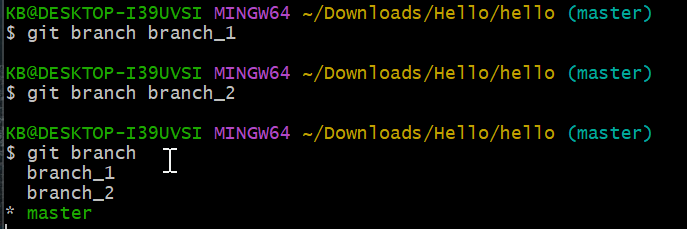 KB@DESKTOP-I39UVSI MINGW64 ~/Downloads/Hello/hello (master)
$ git branch branch_1
KB@DESKTOP-I39UVSI MINGW64 ~/Downloads/Hello/hello (master)
$ git branch branch_2
KB@DESKTOP-I39UVSI MINGW64 ~/Downloads/Hello/hello (master)
$ git branch
branch_1
branch_2
* master